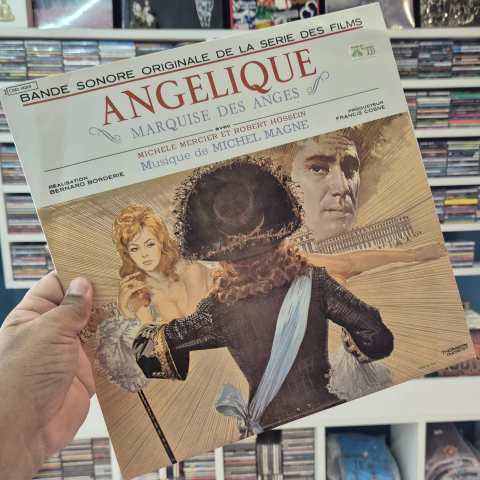 BANDE SONORE ORIGINALE DE LA SERIE DES FILMS
ANGELIQUE
MARQUISE DES ANGES
AVEC
MICHELE MERCIER ET ROBERT HOSSEIN
Musique de MICHEL MAGNE
REALISATION
BERNARD BORDERIE
PRODUCTEUR
FRANCIS COSNE